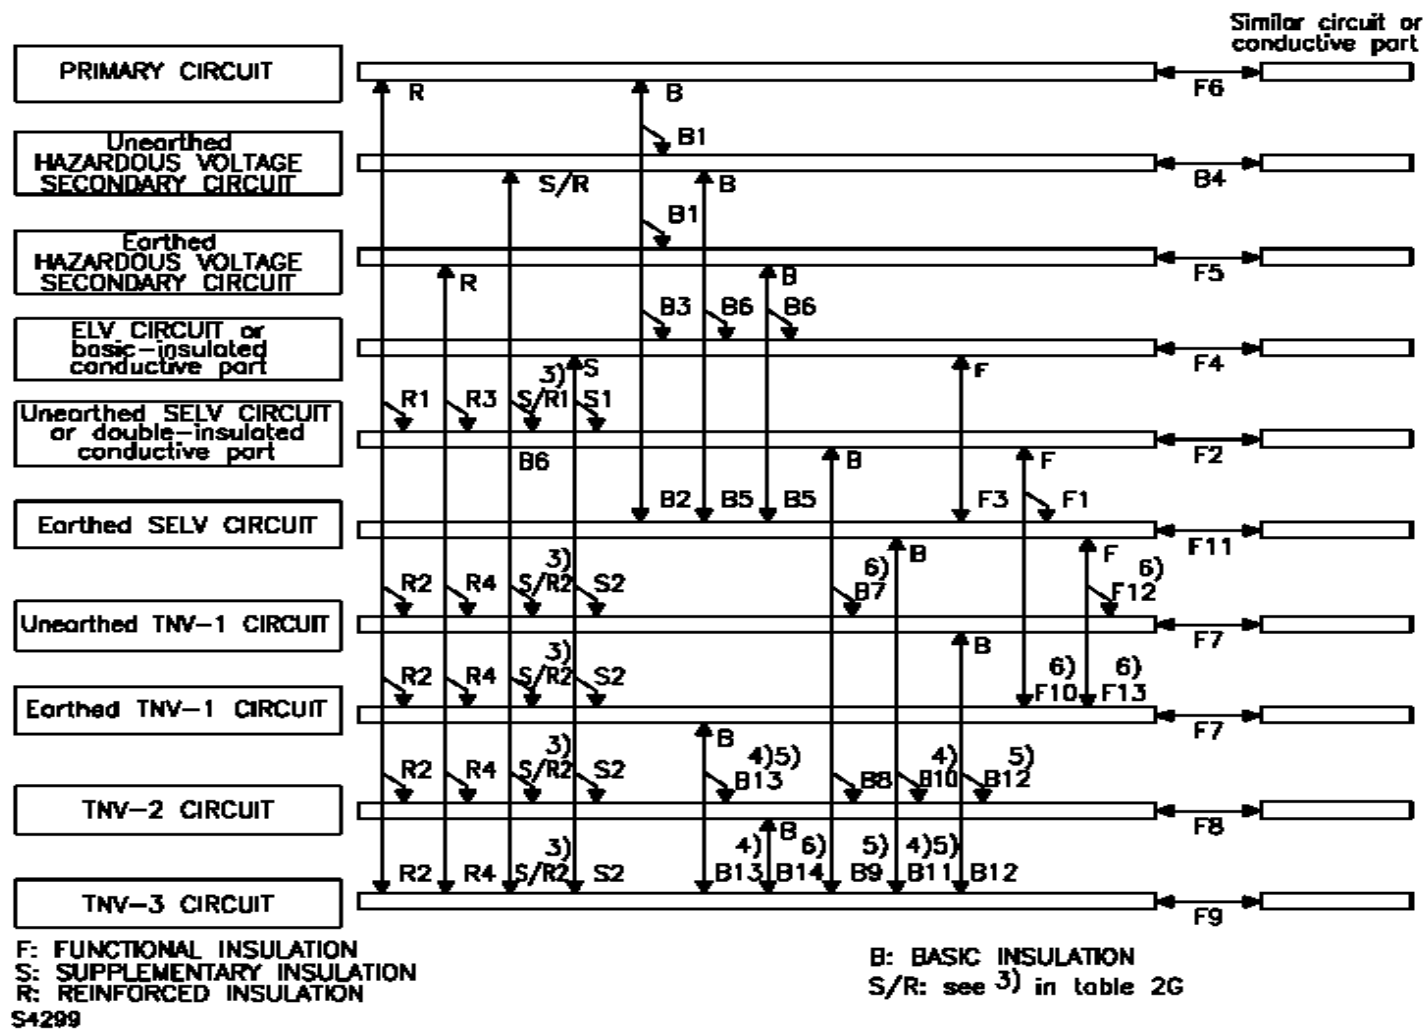 Similar circuit or
conductive part
PRIMARY CIRCUIT
R
B
F6
B1
Unearthed
HAZARDOUS VOLTAGE
SECONDARY CIRCUIT
S/R
B
B4
B1
Earthed
HAZARDOUS VOLTAGE
SECONDARY CIRCUIT
R
B
F5
B3
B6
B6
ELV CIRCUIT or
basic-insulated
conductive part
3)
S
F
F4
R1
R3
S/R1
S1
Unearthed SELV CIRCUIT
or double-insulated
conductive part
B6
B
F
F2
B2
B5
B5
F3
F1
Earthed SELV CIRCUIT
B
F
F11
3)
6)
6)
R2
R4
S/R2
S2
B7
F12
Unearthed TNV-1 CIRCUIT
B
F7
3)
6)
6)
R2
R4
S/R2
S2
F10
F13
Earthed TNV-1 CIRCUIT
B
F7
3)
4)5)
4)
5)
R2
R4
S/R2
S2
B13
B8
B10
B12
TNV-2 CIRCUIT
B
F8
3)
4)
6)
5)
4)5)
R2
R4
S/R2
S2
B13
B14
B9
B11
B12
TNV-3 CIRCUIT
F9
F: FUNCTIONAL INSULATION
S: SUPPLEMENTARY INSULATION
R: REINFORCED INSULATION
B: BASIC INSULATION
S/R: see 3) in table 2G
S4299